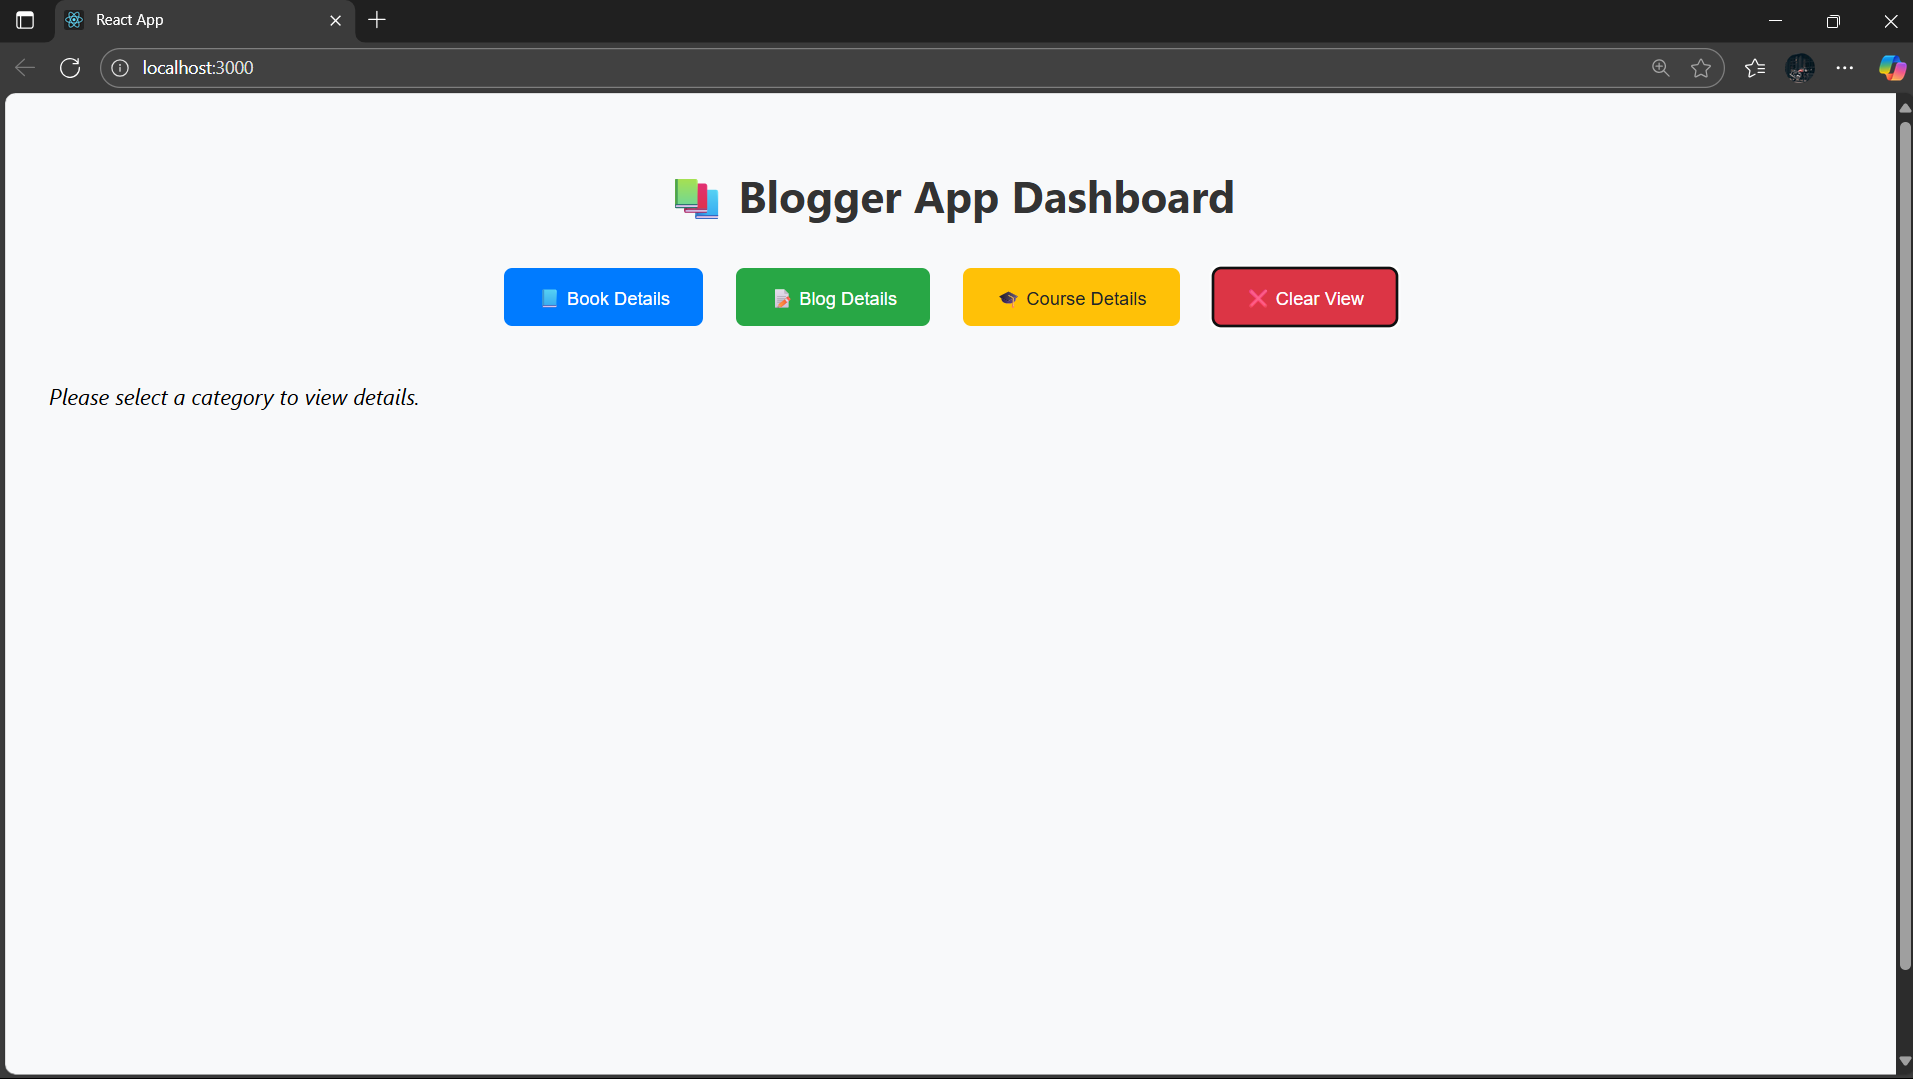 React App
localhost:3000
📚 Blogger App Dashboard
📘 Book Details
📝 Blog Details
🎓 Course Details
❌ Clear View
Please select a category to view details.